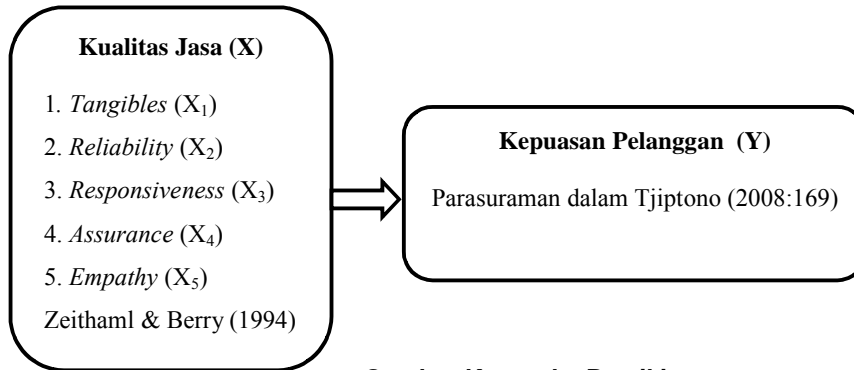 Kualitas Jasa (X)
1. Tangibles (X₁)
2. Reliability (X₂)
3. Responsiveness (X₃)
4. Assurance (X₄)
5. Empathy (X₅)
Zeithaml & Berry (1994)
Kepuasan Pelanggan (Y)
Parasuraman dalam Tjiptono (2008:169)